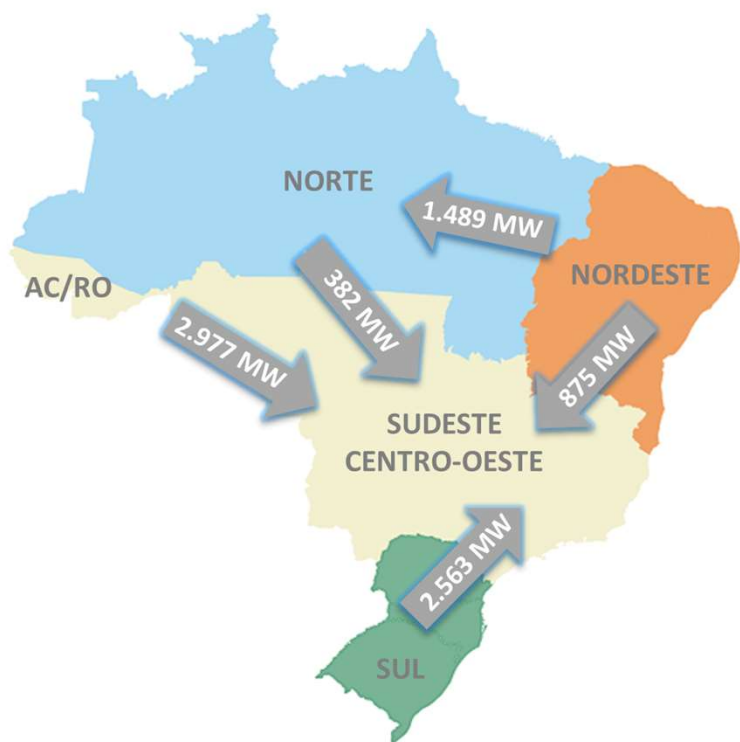 NORTE
1.489 MW
NORDESTE
AC/RO
382 MW
2.977 MW
875 MW
SUDESTE
CENTRO-OESTE
2.563 MW
SUL